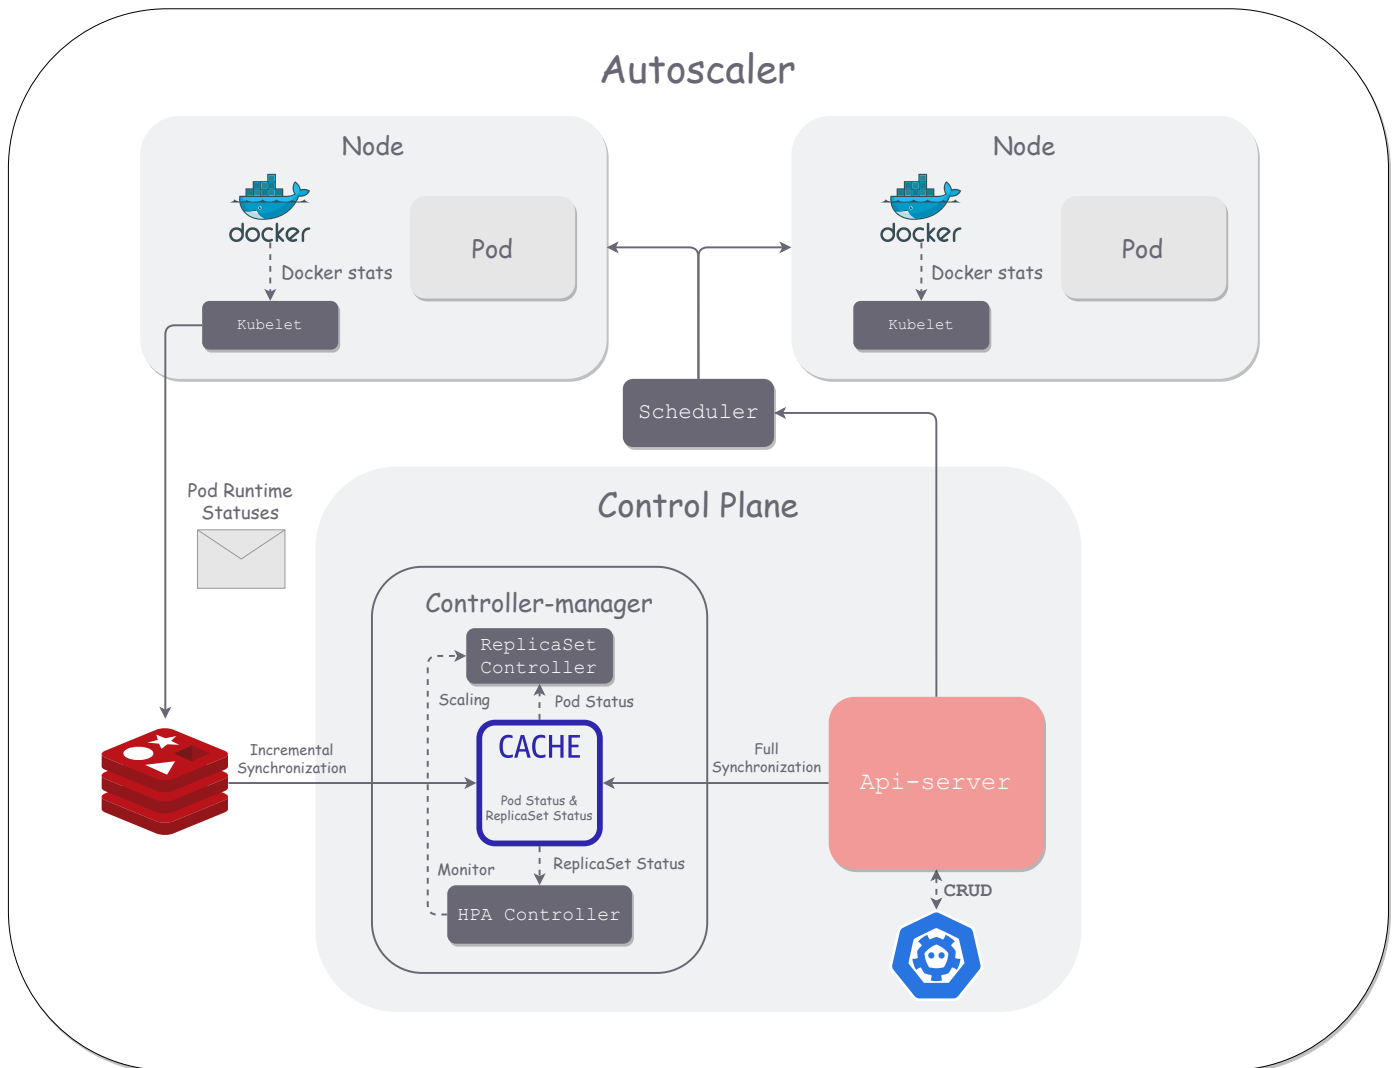 Autoscaler
Node
docker
Docker stats
Kubelet
Pod
Node
docker
Docker stats
Kubelet
Pod
Scheduler
Pod Runtime
Statuses
Control Plane
Controller-manager
ReplicaSet
Controller
Scaling
Pod Status
CACHE
Pod Status &
ReplicaSet Status
Incremental
Synchronization
Full
Synchronization
Api-server
Monitor
ReplicaSet Status
HPA Controller
CRUD